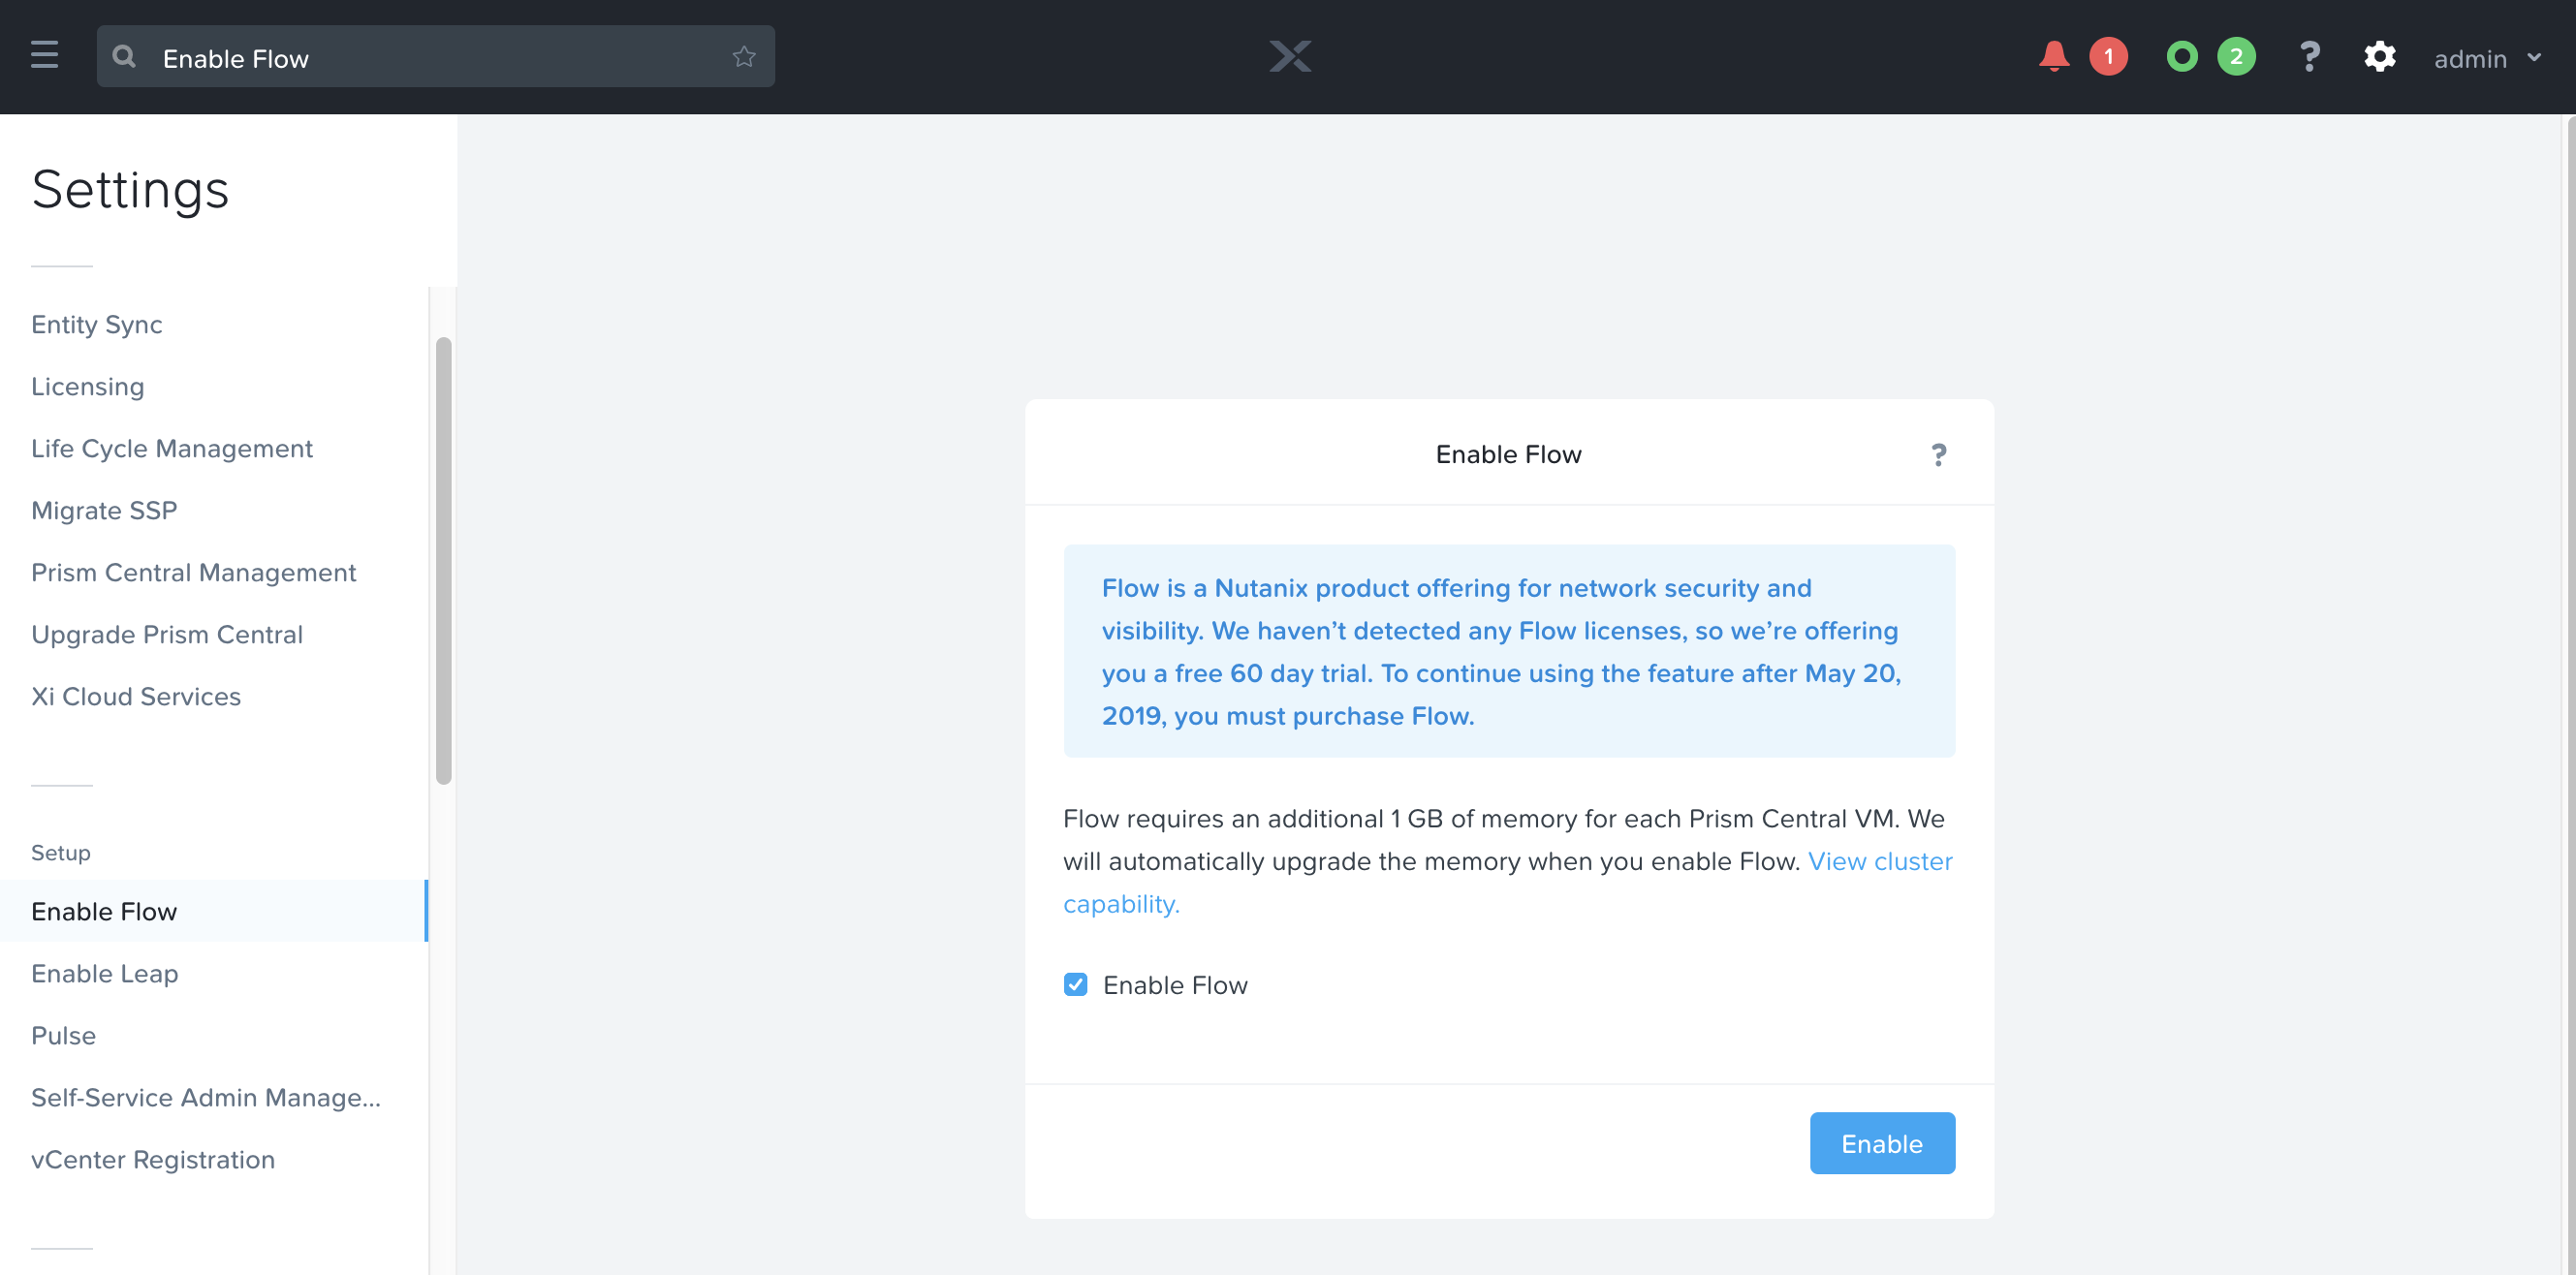 Enable Flow
1
2
?
admin
Settings
Entity Sync
Licensing
Life Cycle Management
Migrate SSP
Prism Central Management
Upgrade Prism Central
Xi Cloud Services
Setup
Enable Flow
Enable Leap
Pulse
Self-Service Admin Manage...
vCenter Registration
Enable Flow
?
Flow is a Nutanix product offering for network security and
visibility. We haven’t detected any Flow licenses, so we’re offering
you a free 60 day trial. To continue using the feature after May 20,
2019, you must purchase Flow.
Flow requires an additional 1 GB of memory for each Prism Central VM. We
will automatically upgrade the memory when you enable Flow. View cluster
capability.
Enable Flow
Enable